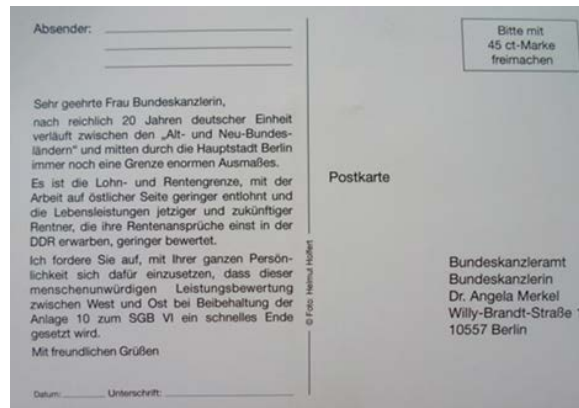 Absender:
Sehr geehrte Frau Bundeskanzlerin,
nach reichlich 20 Jahren deutscher Einheit
verläuft zwischen den „Alt- und Neu-Bundes-
ländern“ und mitten durch die Hauptstadt Berlin
immer noch eine Grenze enormen Ausmaßes.
Es ist die Lohn- und Rentengrenze, mit der
Arbeit auf östlicher Seite geringer entlohnt und
die Lebensleistungen jetziger und zukünftiger
Rentner, die ihre Rentenansprüche einst in der
DDR erwarben, geringer bewertet.
Ich fordere Sie auf, mit Ihrer ganzen Persön-
lichkeit sich dafür einzusetzen, dass dieser
menschenunwürdigen Leistungsbewertung
zwischen West und Ost bei Beibehaltung der
Anlage 10 zum SGB VI ein schnelles Ende
gesetzt wird.
Mit freundlichen Grüßen
Datum: Unterschrift:
© Foto: Helmut Holfert
Bitte mit
45 ct-Marke
freimachen
Postkarte
Bundeskanzleramt
Bundeskanzlerin
Dr. Angela Merkel
Willy-Brandt-Straße
10557 Berlin